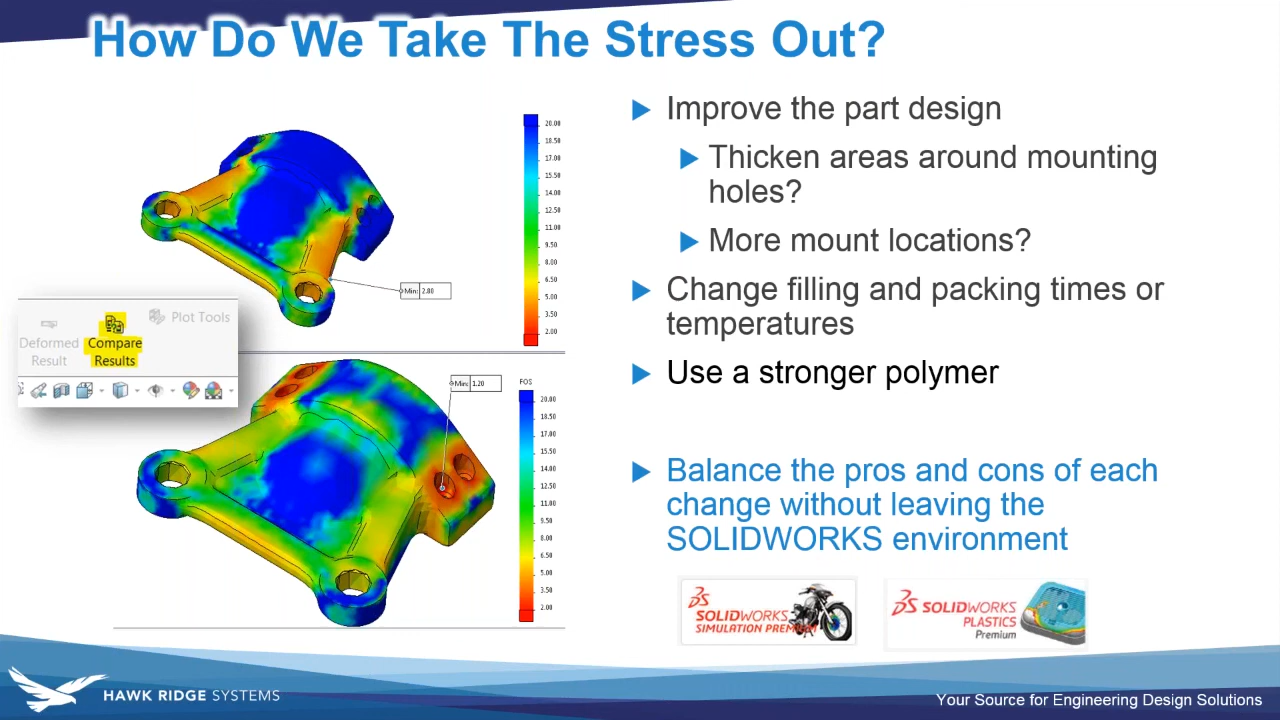 How Do We Take The Stress Out?
20.00
18.50
17.00
15.50
14.00
12.50
11.00
9.50
8.00
6.50
5.00
3.50
2.00
Min: 2.80
Deformed
Result
Compare
Results
Plot Tools
Min: 1.20
FOS
20.00
18.50
17.00
15.50
14.00
12.50
11.00
9.50
8.00
6.50
5.00
3.50
2.00
Improve the part design
Thicken areas around mounting
holes?
More mount locations?
Change filling and packing times or
temperatures
Use a stronger polymer
Balance the pros and cons of each
change without leaving the
SOLIDWORKS environment
SOLIDWORKS
SIMULATION PREMIUM
SOLIDWORKS
PLASTICS
Premium
HAWK RIDGE SYSTEMS
Your Source for Engineering Design Solutions